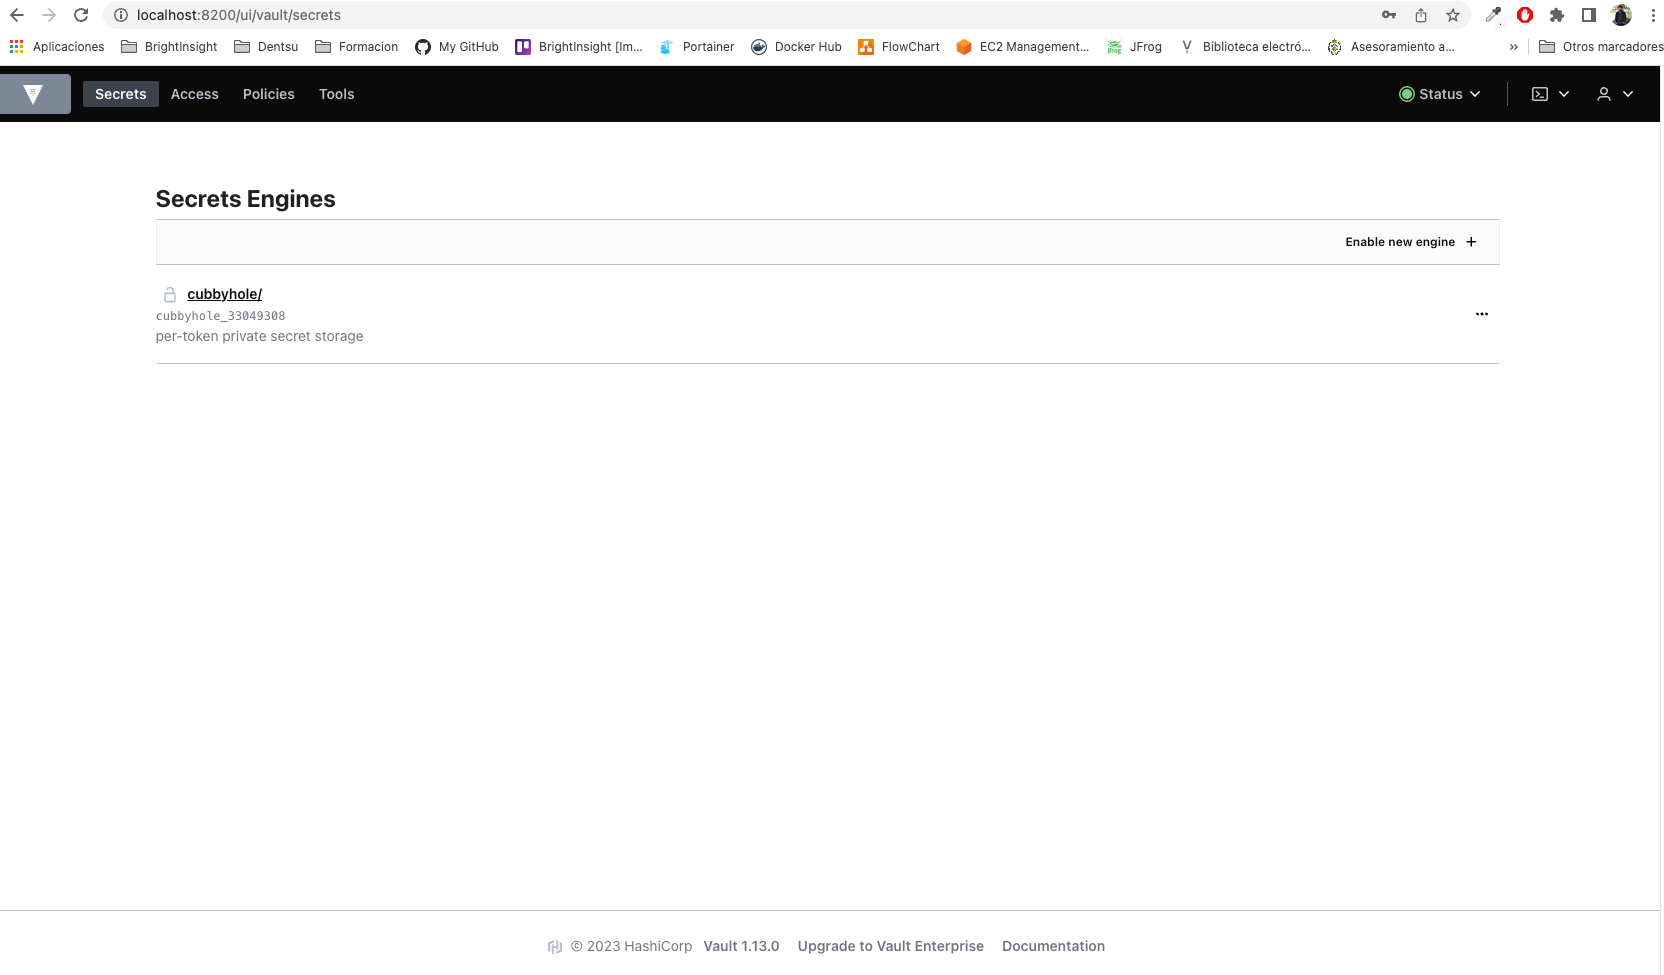 localhost:8200/ui/vault/secrets
Aplicaciones BrightInsight Dentsu Formacion My GitHub BrightInsight [Im... Portainer Docker Hub FlowChart EC2 Management... JFrog Biblioteca electró... Asesoramiento a... » Otros marcadores
Secrets Access Policies Tools Status
Secrets Engines
Enable new engine +
cubbyhole/
cubbyhole_33049308
per-token private secret storage
© 2023 HashiCorp Vault 1.13.0 Upgrade to Vault Enterprise Documentation